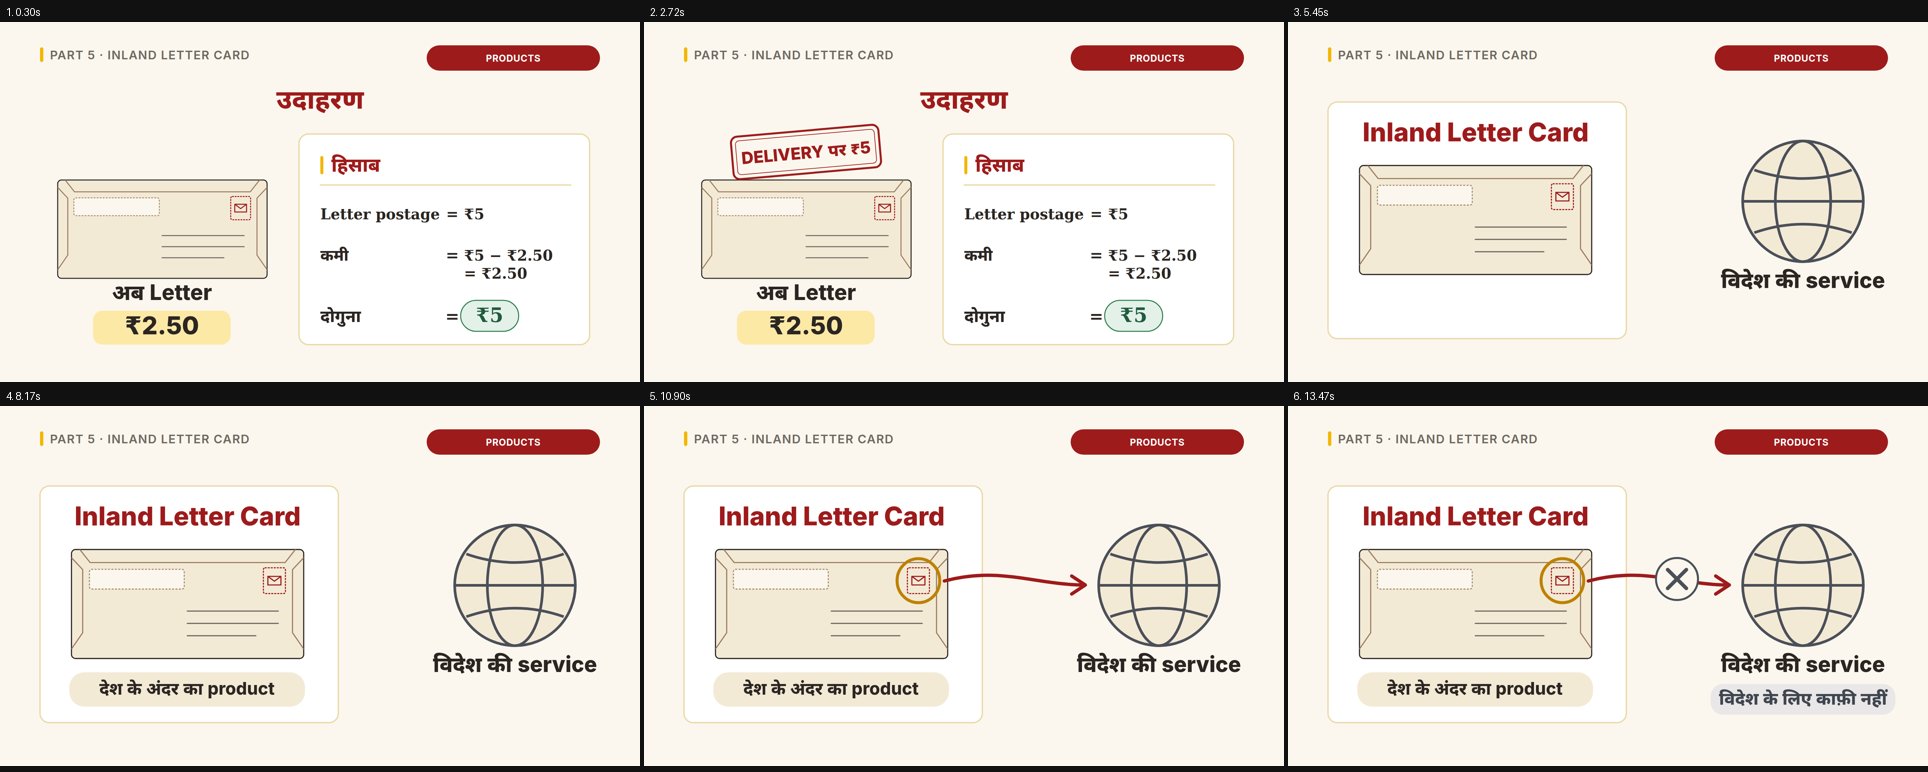 1. 0.30s
PART 5 · INLAND LETTER CARD
PRODUCTS
उदाहरण
अब Letter
₹2.50
हिसाब
Letter postage = ₹5
कमी = ₹5 − ₹2.50
= ₹2.50
दोगुना = ₹5
2. 2.72s
PART 5 · INLAND LETTER CARD
PRODUCTS
उदाहरण
DELIVERY पर ₹5
अब Letter
₹2.50
हिसाब
Letter postage = ₹5
कमी = ₹5 − ₹2.50
= ₹2.50
दोगुना = ₹5
3. 5.45s
PART 5 · INLAND LETTER CARD
PRODUCTS
Inland Letter Card
विदेश की service
4. 8.17s
PART 5 · INLAND LETTER CARD
PRODUCTS
Inland Letter Card
देश के अंदर का product
विदेश की service
5. 10.90s
PART 5 · INLAND LETTER CARD
PRODUCTS
Inland Letter Card
देश के अंदर का product
विदेश की service
6. 13.47s
PART 5 · INLAND LETTER CARD
PRODUCTS
Inland Letter Card
देश के अंदर का product
विदेश की service
विदेश के लिए काफ़ी नहीं